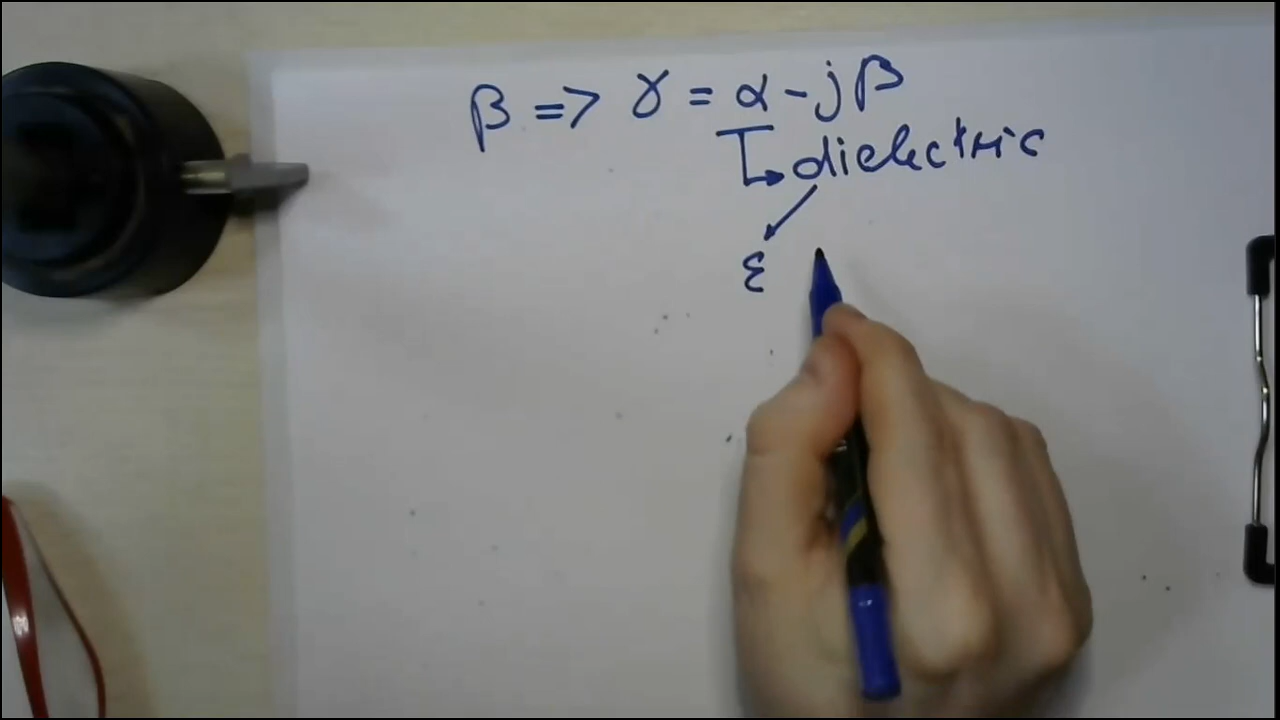 β => γ = α - jβ
↳ dielectric
ε